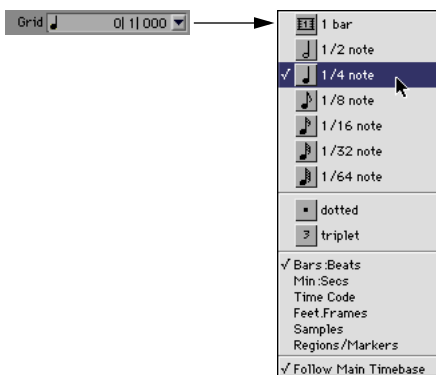 Grid 0| 1| 000
1 bar
1/2 note
√ 1/4 note
1/8 note
1/16 note
1/32 note
1/64 note
dotted
3 triplet
√ Bars:Beats
Min:Secs
Time Code
Feet.Frames
Samples
Regions/Markers
√ Follow Main Timebase